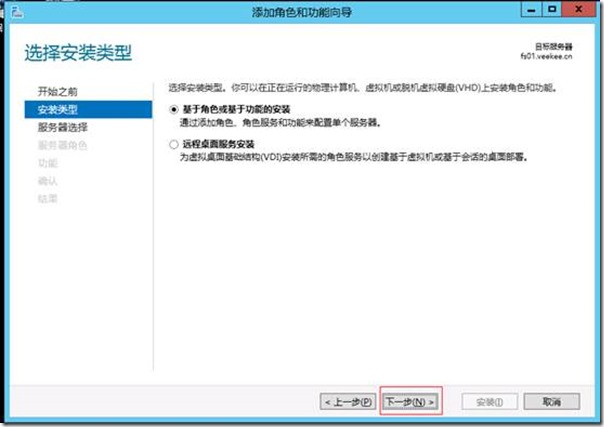 添加角色和功能向导
选择安装类型
目标服务器
fs01.veekee.cn
开始之前
安装类型
服务器选择
服务器角色
功能
确认
结果
选择安装类型。你可以在正在运行的物理计算机、虚拟机或脱机虚拟硬盘(VHD)上安装角色和功能。
基于角色或基于功能的安装
通过添加角色、角色服务和功能来配置单个服务器。
远程桌面服务安装
为虚拟桌面基础结构(VDI)安装所需的角色服务以创建基于虚拟机或基于会话的桌面部署。
< 上一步(P)
下一步(N) >
安装(I)
取消